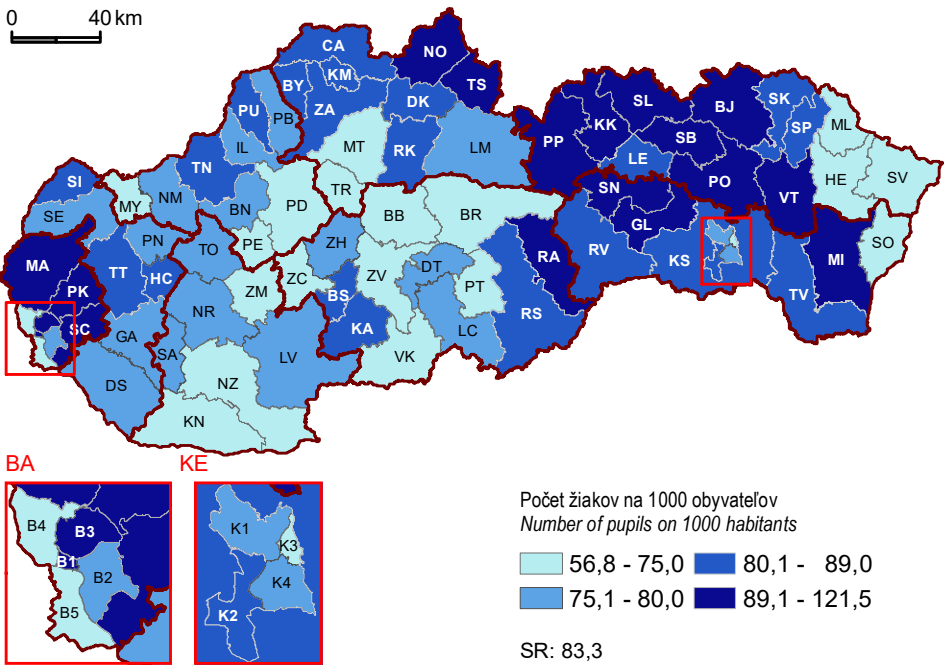 0 40 km
CA
NO
KM
TS
BY
PU
ZA
DK
SL
BJ
SK
PB
KK
SP
ML
IL
MT
RK
LM
PP
SB
LE
TN
HE
SV
SI
TR
SN
PO
VT
MY
NM
BN
PD
BB
BR
SE
GL
SO
PN
TO
PE
ZH
RV
MA
TT
HC
ZC
ZV
DT
RA
KS
MI
PK
ZM
BS
PT
TV
SC
NR
KA
RS
GA
LC
SA
LV
VK
DS
NZ
KN
BA
KE
B4
B3
B1
B2
B5
K1
K3
K4
K2
Počet žiakov na 1000 obyvateľov
Number of pupils on 1000 habitants
56,8 - 75,0 80,1 - 89,0
75,1 - 80,0 89,1 - 121,5
SR: 83,3